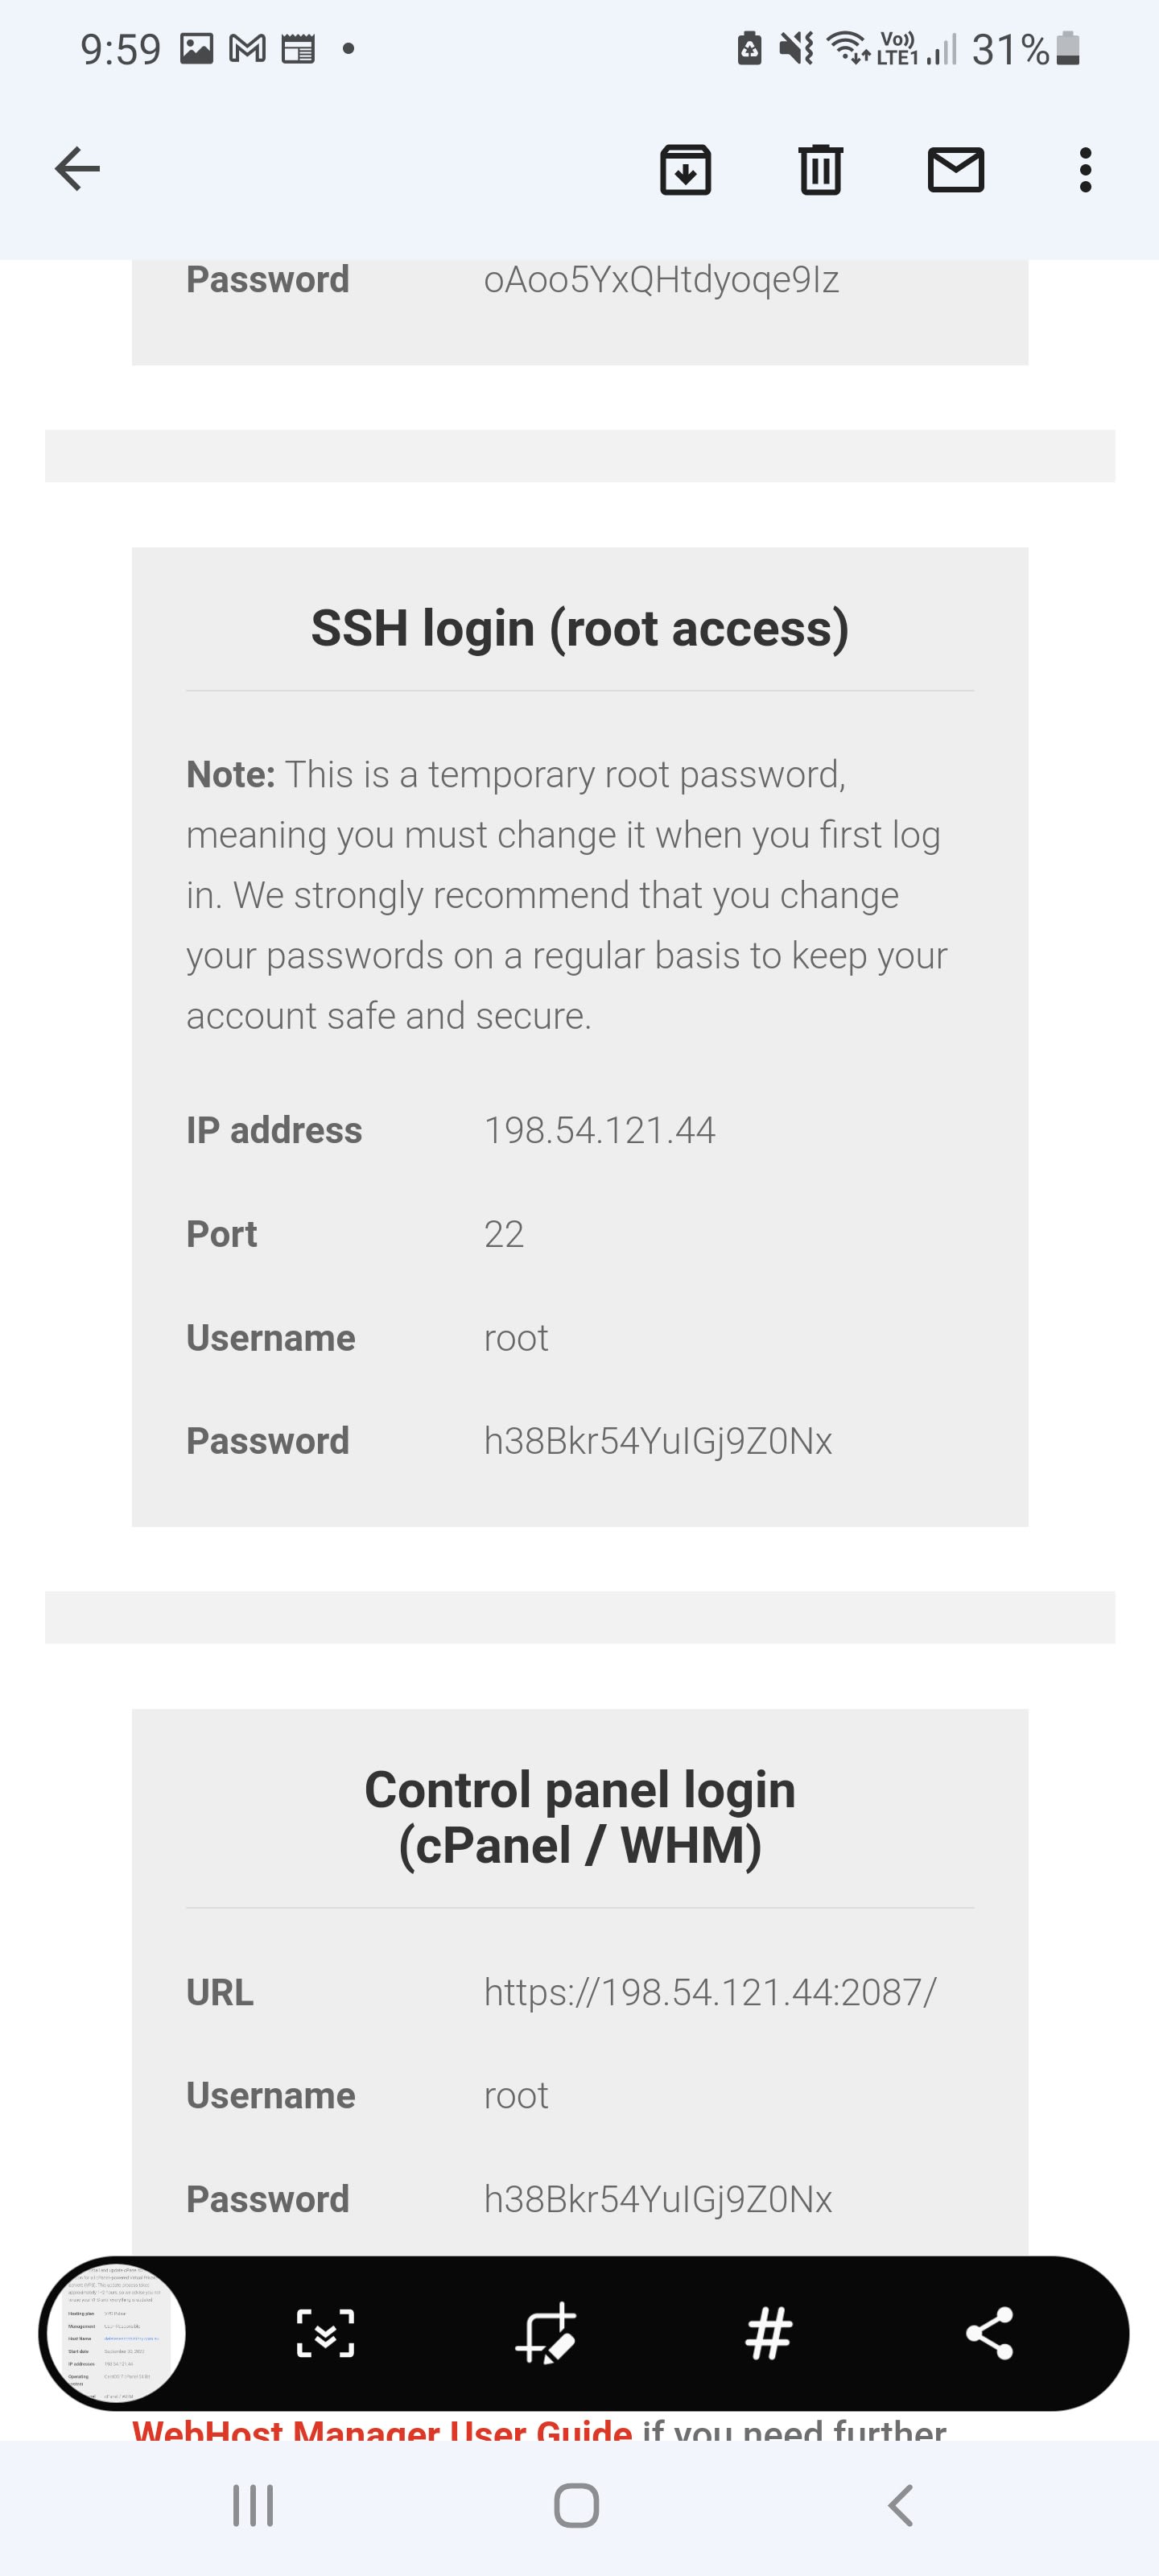 9:59
Vo)) LTE1 31%
Password oAoo5YxQHtdyoqe9Iz
SSH login (root access)
Note: This is a temporary root password,
meaning you must change it when you first log
in. We strongly recommend that you change
your passwords on a regular basis to keep your
account safe and secure.
IP address 198.54.121.44
Port 22
Username root
Password h38Bkr54YuIGj9Z0Nx
Control panel login
(cPanel / WHM)
URL https://198.54.121.44:2087/
Username root
Password h38Bkr54YuIGj9Z0Nx
#
WebHost Manager User Guide if you need further